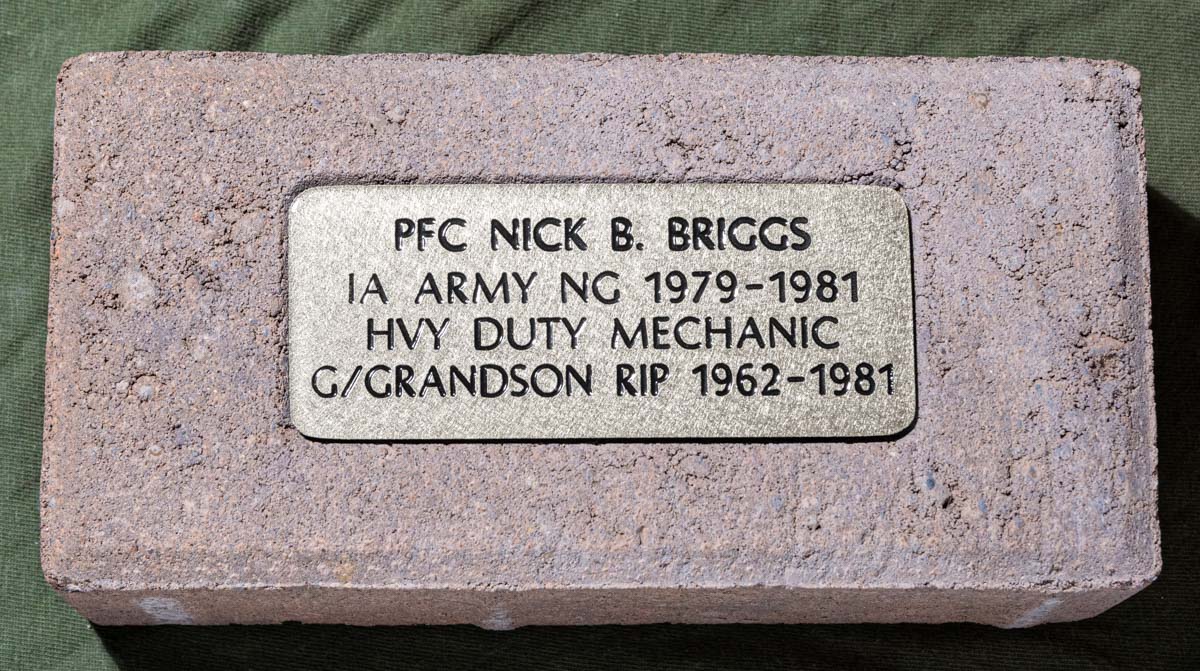 PFC NICK B. BRIGGS
IA ARMY NG 1979-1981
HVY DUTY MECHANIC
G/GRANDSON RIP 1962-1981